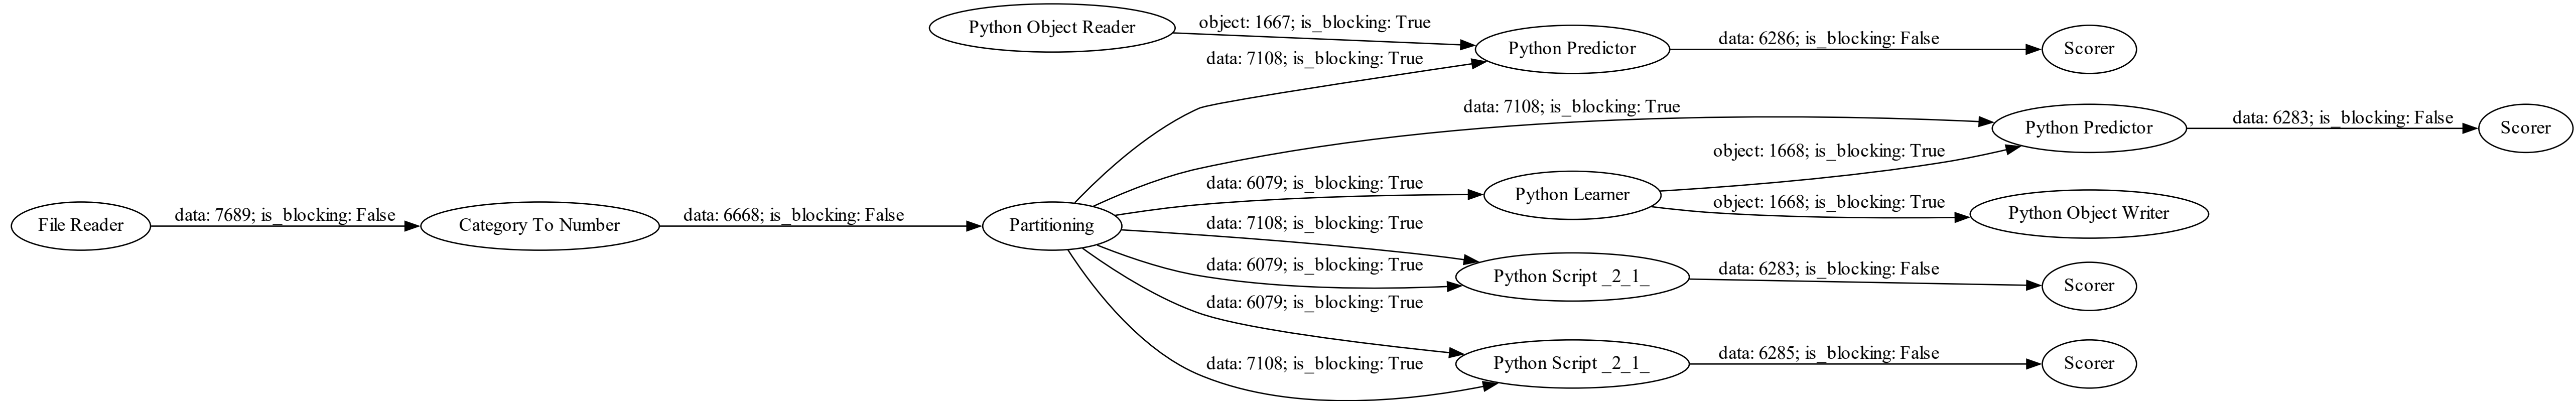 Python Object Reader
object: 1667; is_blocking: True
data: 7108; is_blocking: True
Python Predictor
data: 6286; is_blocking: False
Scorer
data: 7108; is_blocking: True
Python Predictor
data: 6283; is_blocking: False
Scorer
object: 1668; is_blocking: True
data: 6079; is_blocking: True
Python Learner
object: 1668; is_blocking: True
Python Object Writer
File Reader
data: 7689; is_blocking: False
Category To Number
data: 6668; is_blocking: False
Partitioning
data: 7108; is_blocking: True
data: 6079; is_blocking: True
Python Script _2_1_
data: 6283; is_blocking: False
Scorer
data: 6079; is_blocking: True
data: 7108; is_blocking: True
Python Script _2_1_
data: 6285; is_blocking: False
Scorer